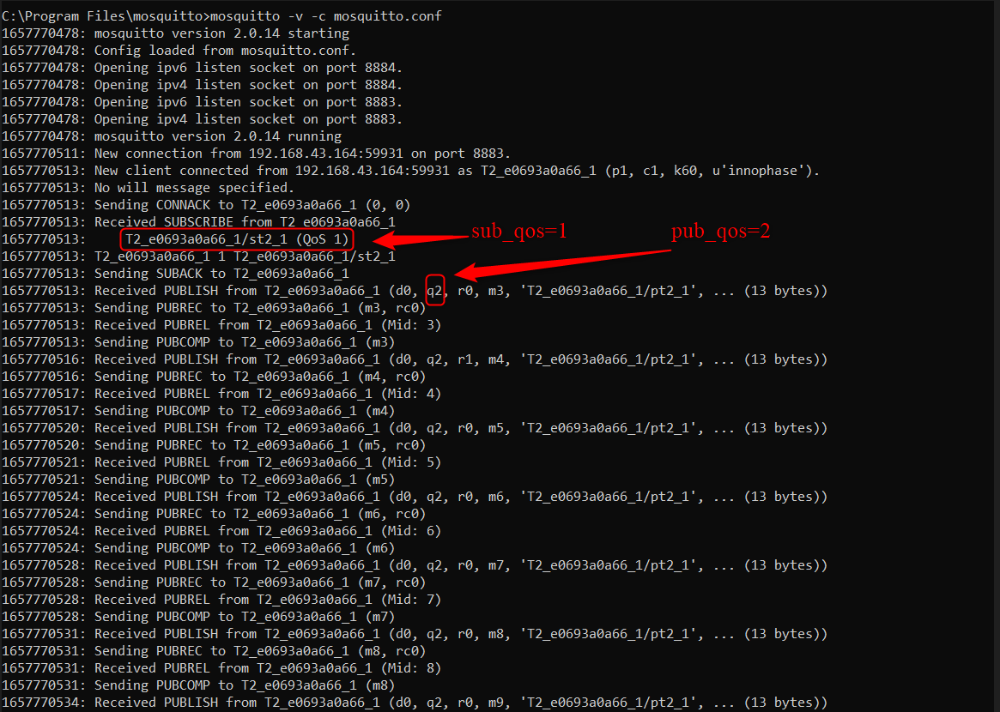 C:\Program Files\mosquitto>mosquitto -v -c mosquitto.conf
1657770478: mosquitto version 2.0.14 starting
1657770478: Config loaded from mosquitto.conf.
1657770478: Opening ipv6 listen socket on port 8884.
1657770478: Opening ipv4 listen socket on port 8884.
1657770478: Opening ipv6 listen socket on port 8883.
1657770478: Opening ipv4 listen socket on port 8883.
1657770478: mosquitto version 2.0.14 running
1657770511: New connection from 192.168.43.164:59931 on port 8883.
1657770513: New client connected from 192.168.43.164:59931 as T2_e0693a0a66_1 (p1, c1, k60, u'innophase').
1657770513: No will message specified.
1657770513: Sending CONNACK to T2_e0693a0a66_1 (0, 0)
1657770513: Received SUBSCRIBE from T2_e0693a0a66_1
1657770513:     T2_e0693a0a66_1/st2_1 (QoS 1) sub_qos=1 pub_qos=2
1657770513: T2_e0693a0a66_1 1 T2_e0693a0a66_1/st2_1
1657770513: Sending SUBACK to T2_e0693a0a66_1
1657770513: Received PUBLISH from T2_e0693a0a66_1 (d0, q2, r0, m3, 'T2_e0693a0a66_1/pt2_1', ... (13 bytes))
1657770513: Sending PUBREC to T2_e0693a0a66_1 (m3, rc0)
1657770513: Received PUBREL from T2_e0693a0a66_1 (Mid: 3)
1657770513: Sending PUBCOMP to T2_e0693a0a66_1 (m3)
1657770516: Received PUBLISH from T2_e0693a0a66_1 (d0, q2, r1, m4, 'T2_e0693a0a66_1/pt2_1', ... (13 bytes))
1657770516: Sending PUBREC to T2_e0693a0a66_1 (m4, rc0)
1657770517: Received PUBREL from T2_e0693a0a66_1 (Mid: 4)
1657770517: Sending PUBCOMP to T2_e0693a0a66_1 (m4)
1657770520: Received PUBLISH from T2_e0693a0a66_1 (d0, q2, r0, m5, 'T2_e0693a0a66_1/pt2_1', ... (13 bytes))
1657770520: Sending PUBREC to T2_e0693a0a66_1 (m5, rc0)
1657770521: Received PUBREL from T2_e0693a0a66_1 (Mid: 5)
1657770521: Sending PUBCOMP to T2_e0693a0a66_1 (m5)
1657770524: Received PUBLISH from T2_e0693a0a66_1 (d0, q2, r0, m6, 'T2_e0693a0a66_1/pt2_1', ... (13 bytes))
1657770524: Sending PUBREC to T2_e0693a0a66_1 (m6, rc0)
1657770524: Received PUBREL from T2_e0693a0a66_1 (Mid: 6)
1657770524: Sending PUBCOMP to T2_e0693a0a66_1 (m6)
1657770528: Received PUBLISH from T2_e0693a0a66_1 (d0, q2, r0, m7, 'T2_e0693a0a66_1/pt2_1', ... (13 bytes))
1657770528: Sending PUBREC to T2_e0693a0a66_1 (m7, rc0)
1657770528: Received PUBREL from T2_e0693a0a66_1 (Mid: 7)
1657770528: Sending PUBCOMP to T2_e0693a0a66_1 (m7)
1657770531: Received PUBLISH from T2_e0693a0a66_1 (d0, q2, r0, m8, 'T2_e0693a0a66_1/pt2_1', ... (13 bytes))
1657770531: Sending PUBREC to T2_e0693a0a66_1 (m8, rc0)
1657770531: Received PUBREL from T2_e0693a0a66_1 (Mid: 8)
1657770531: Sending PUBCOMP to T2_e0693a0a66_1 (m8)
1657770534: Received PUBLISH from T2_e0693a0a66_1 (d0, q2, r0, m9, 'T2_e0693a0a66_1/pt2_1', ... (13 bytes))